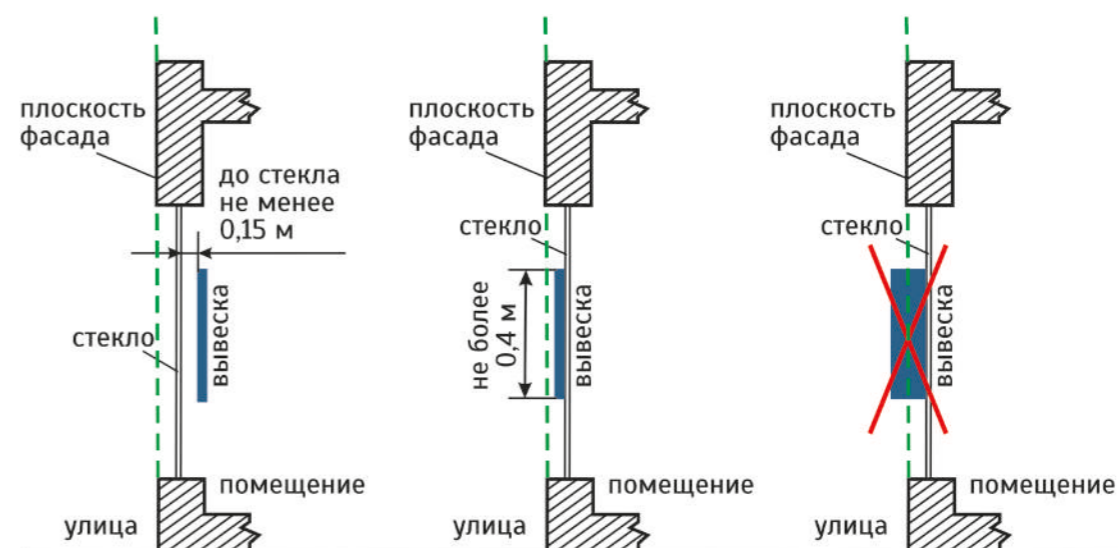 плоскость
фасада
до стекла
не менее
0,15 м
стекло
вывеска
помещение
улица
плоскость
фасада
стекло
не более
0,4 м
вывеска
помещение
улица
плоскость
фасада
стекло
вывеска
помещение
улица